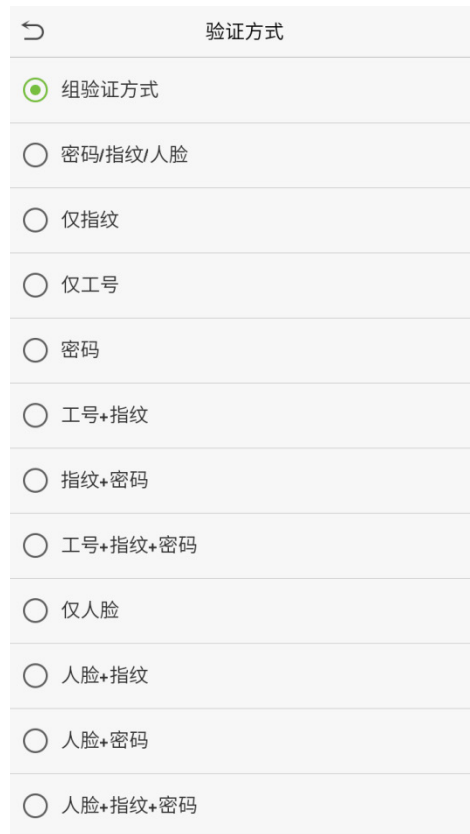 验证方式
组验证方式
密码/指纹/人脸
仅指纹
仅工号
密码
工号+指纹
指纹+密码
工号+指纹+密码
仅人脸
人脸+指纹
人脸+密码
人脸+指纹+密码